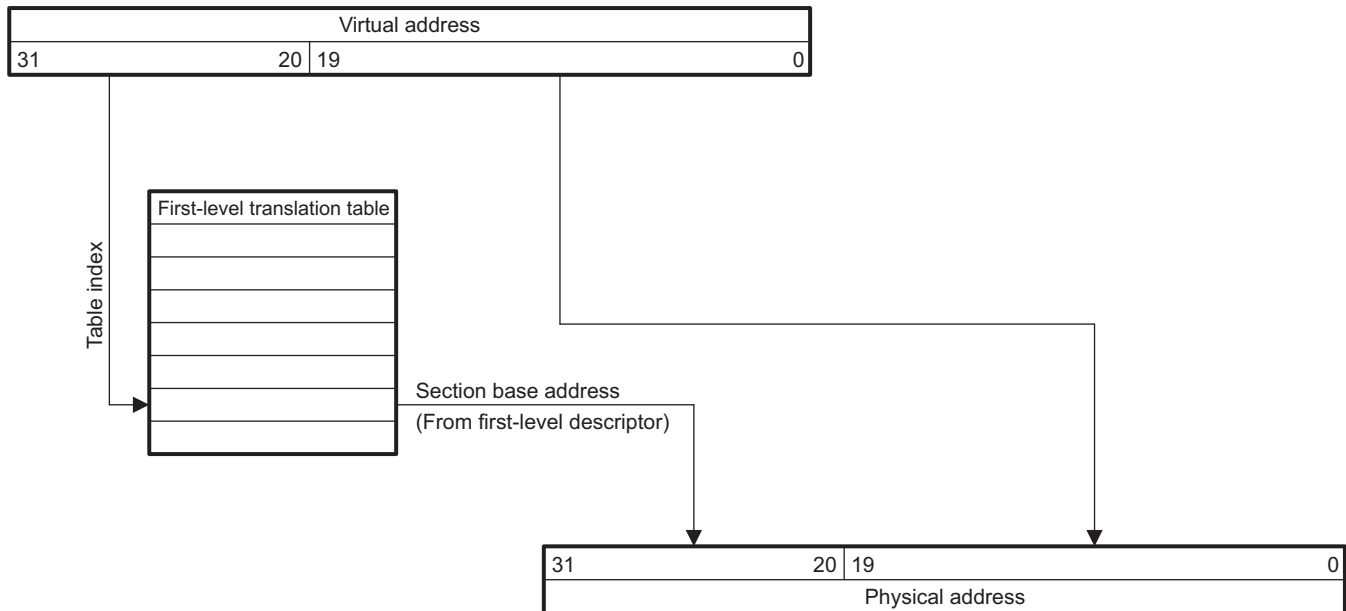 Virtual address
31 20 19 0
First-level translation table
Table index
Section base address
(From first-level descriptor)
31 20 19 0
Physical address